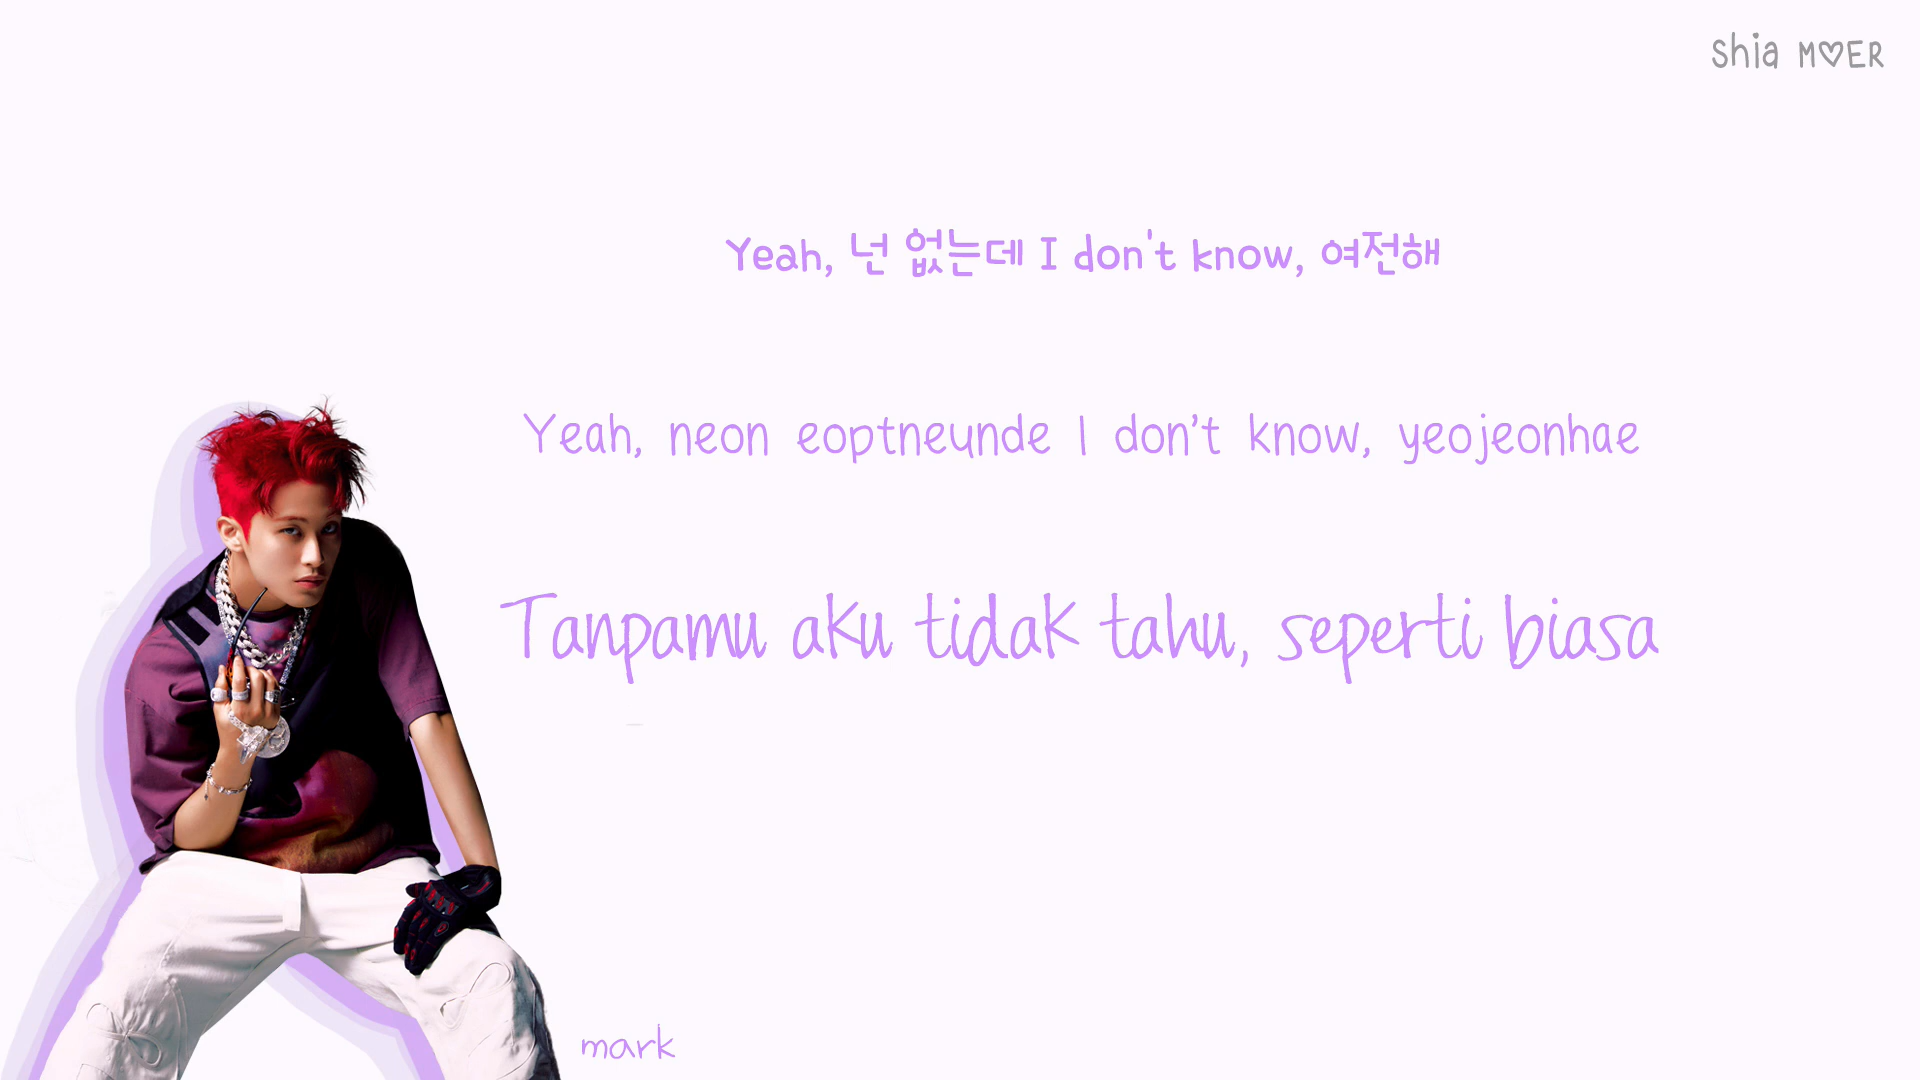 Shia M♡ER
Yeah, 넌 없는데 I don't know, 여전해
Yeah, neon eoptneunde I don't know, yeojeonhae
Tanpamu aku tidak tahu, seperti biasa
mark